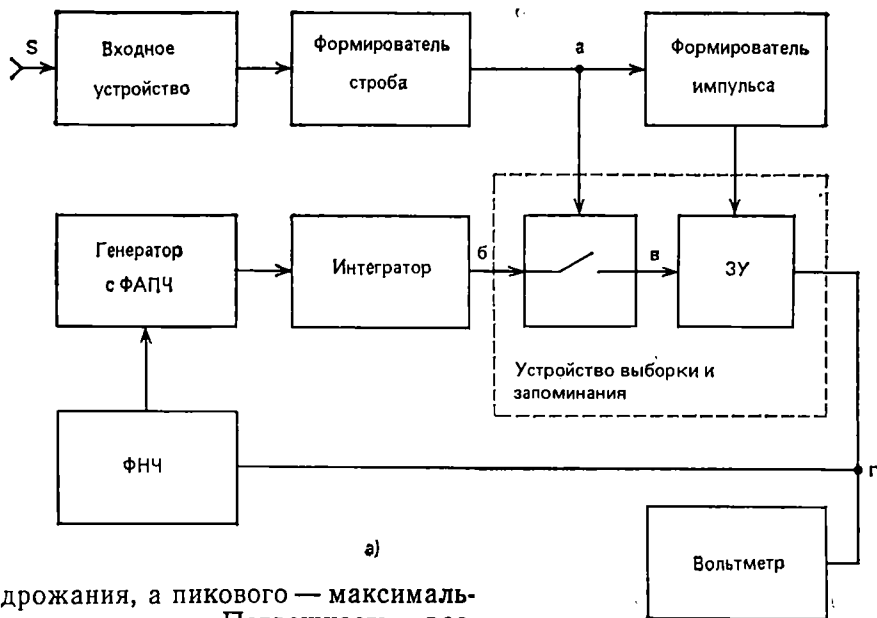 S
Входное
устройство
Формирователь
строба
а
Формирователь
импульса
Генератор
с ФАПЧ
Интегратор
б
в
ЗУ
Устройство выборки и
запоминания
ФНЧ
г
Вольтметр
а)
дрожания, а пикового — максималь-